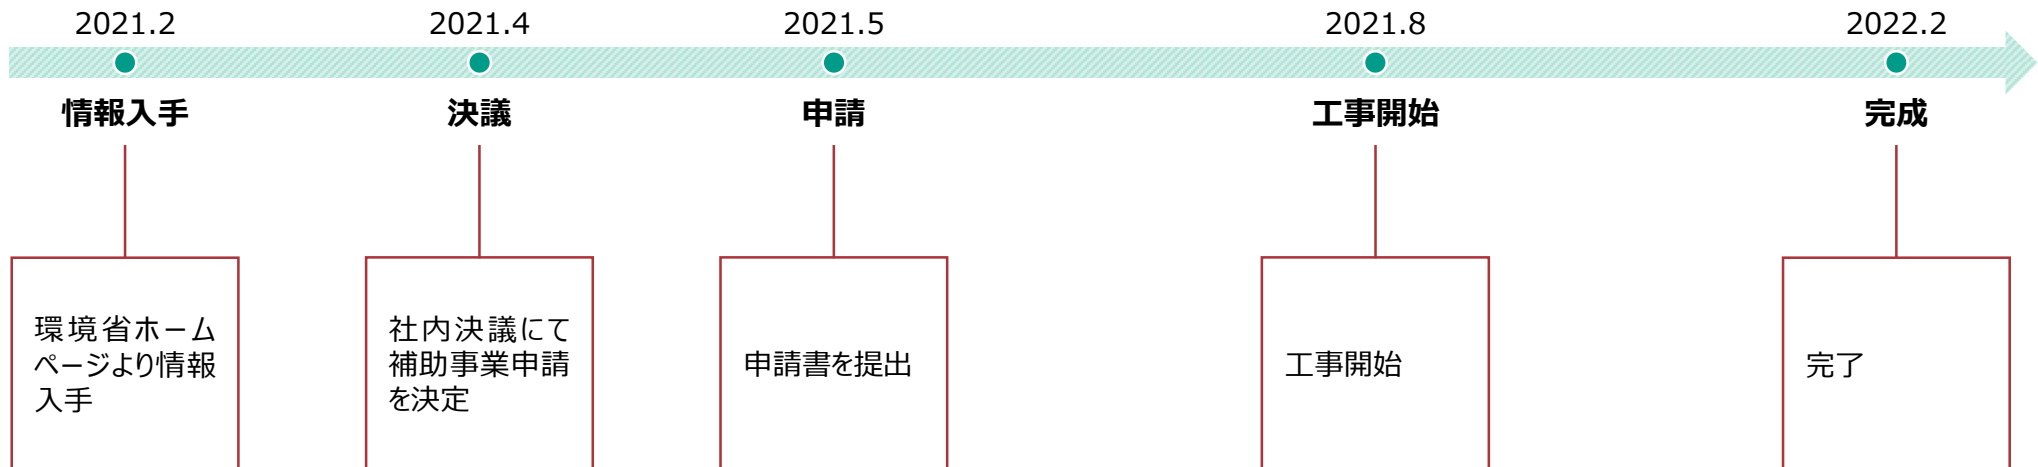 2021.2
2021.4
2021.5
2021.8
2022.2
情報入手
決議
申請
工事開始
完成
環境省ホーム
ページより情報
入手
社内決議にて
補助事業申請
を決定
申請書を提出
工事開始
完了